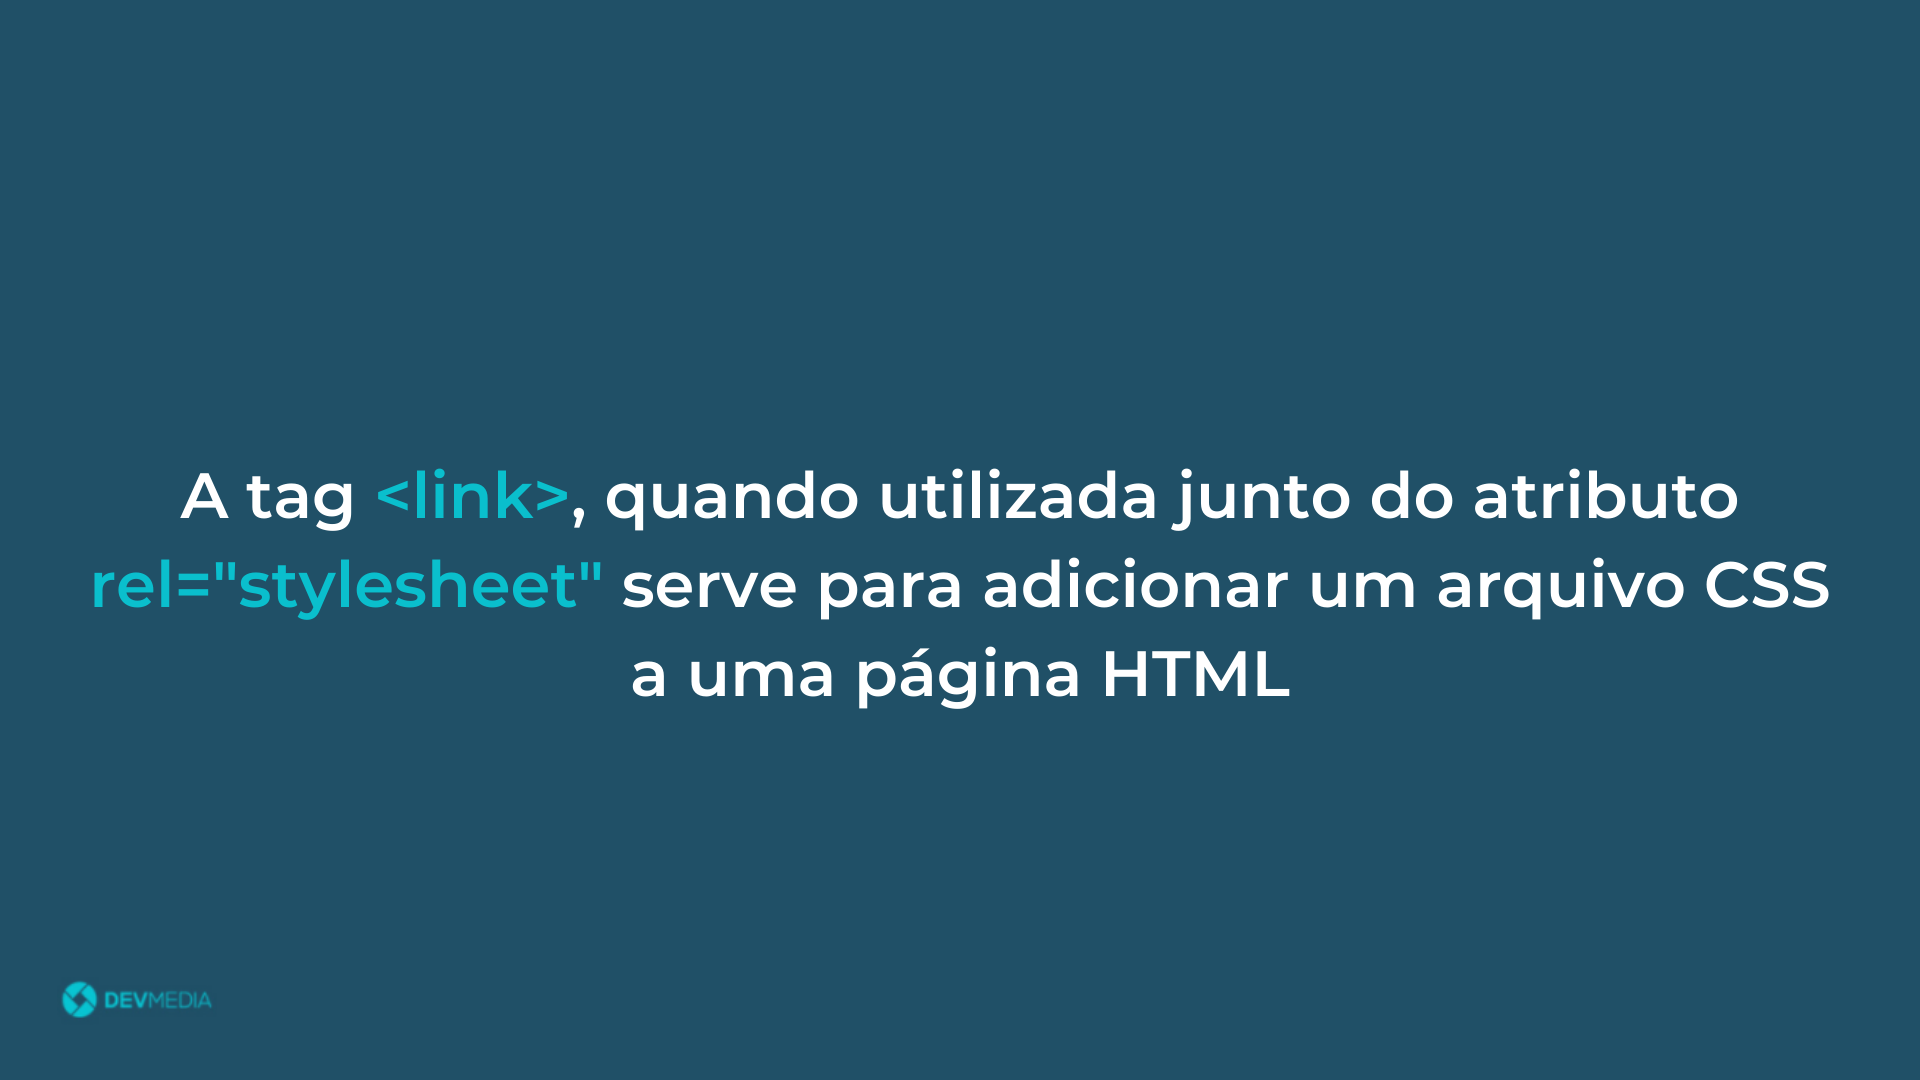 A tag <link>, quando utilizada junto do atributo
rel="stylesheet" serve para adicionar um arquivo CSS
a uma página HTML
DEVMEDIA